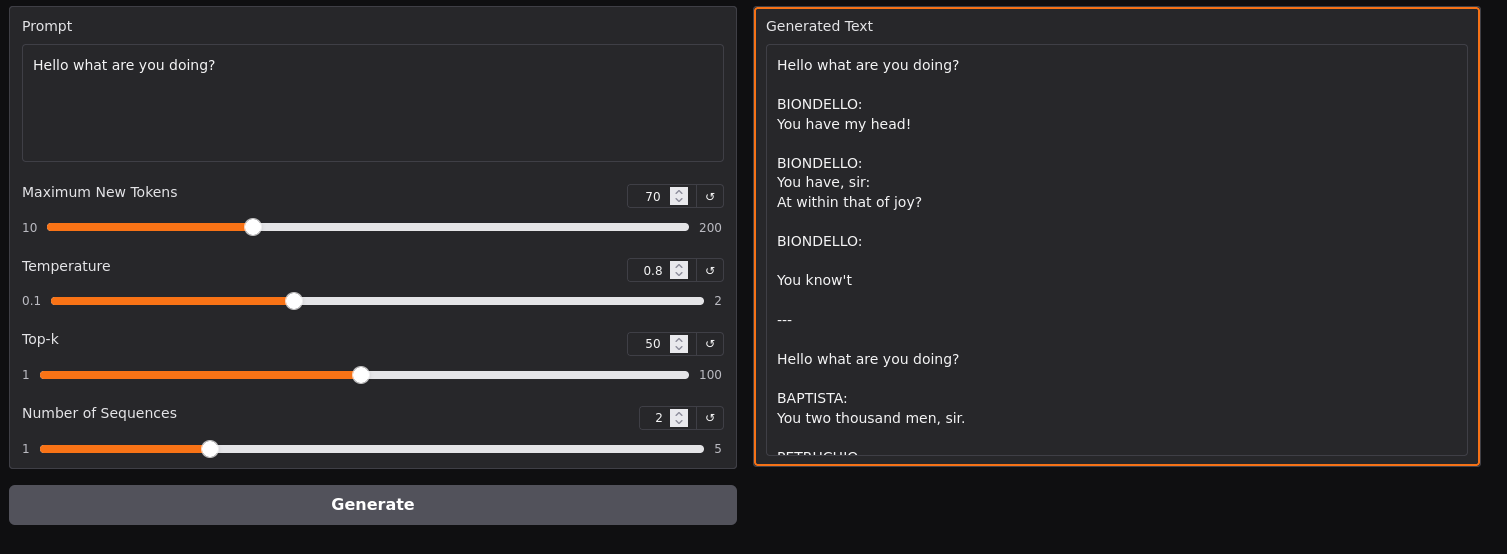 Prompt
Hello what are you doing?
Maximum New Tokens
70
↺
10
200
Temperature
0.8
↺
0.1
2
Top-k
50
↺
1
100
Number of Sequences
2
↺
1
5
Generate
Generated Text
Hello what are you doing?
BIONDELLO:
You have my head!
BIONDELLO:
You have, sir:
At within that of joy?
BIONDELLO:
You know't
---
Hello what are you doing?
BAPTISTA:
You two thousand men, sir.
PETRUCHIO